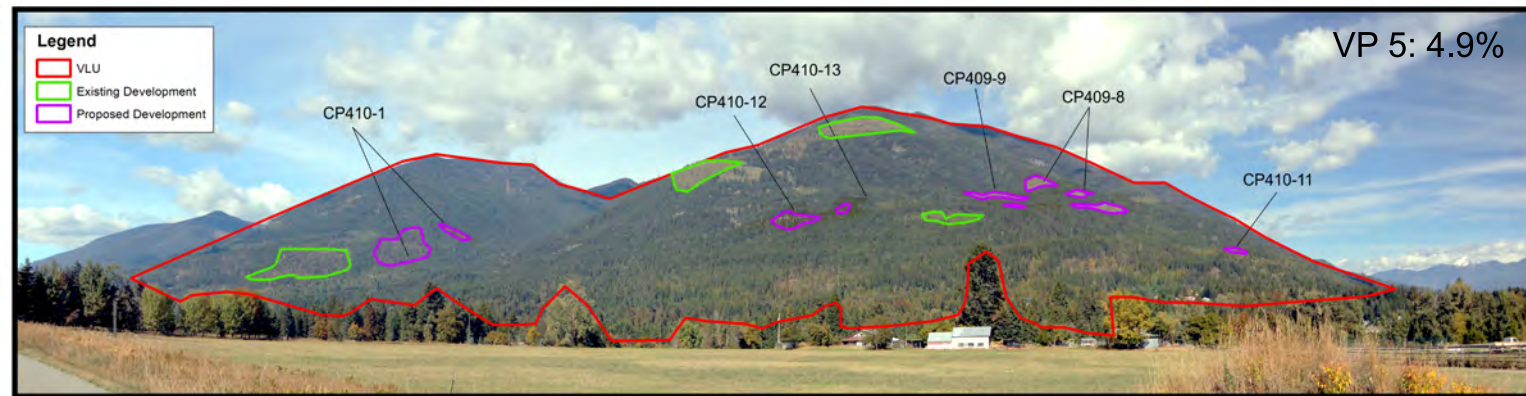 Legend
VLU
Existing Development
Proposed Development
VP 5: 4.9%
CP410-1
CP410-12
CP410-13
CP409-9
CP409-8
CP410-11